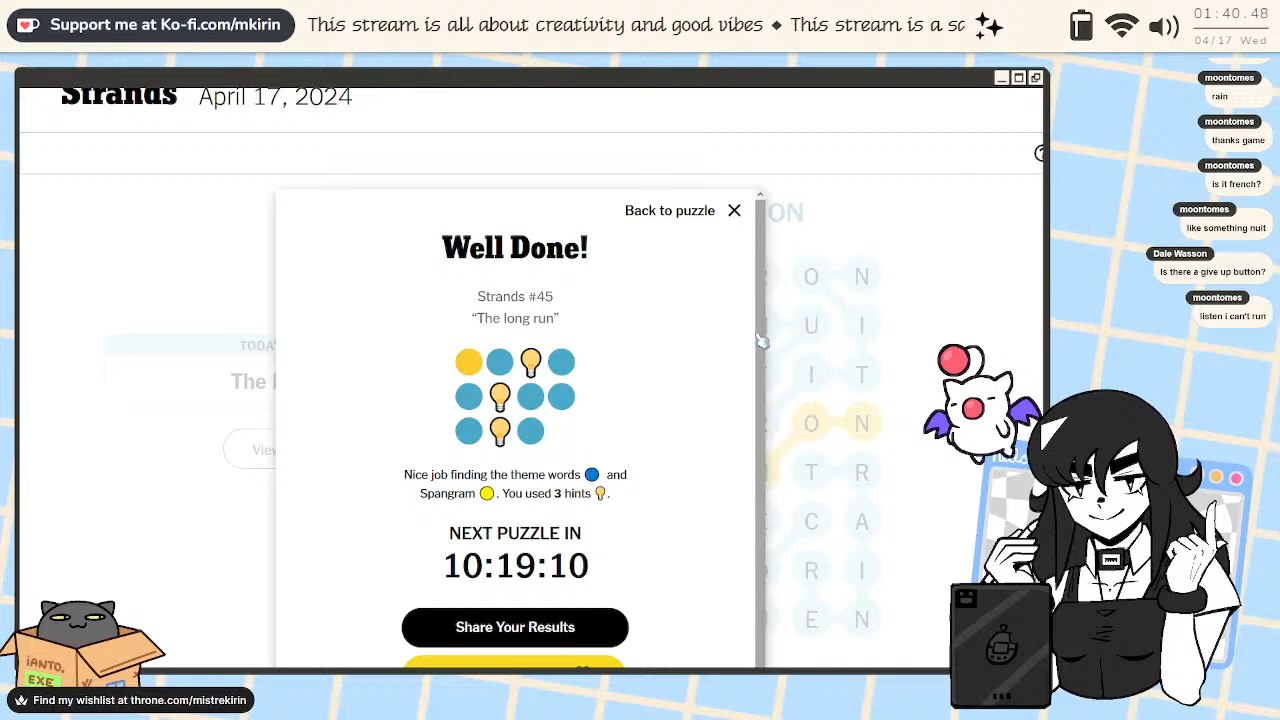 Support me at Ko-fi.com/mkirin
This stream is all about creativity and good vibes ◆ This stream is a sa
01:40.48
04/17 Wed
Strands April 17, 2024
moontomes
rain
moontomes
thanks game
moontomes
is it french?
moontomes
like something nuit
Dale Wasson
Is there a give up button?
moontomes
listen i can't run
Back to puzzle
ON
Well Done!
Strands #45
“The long run”
TODA
The l
View
Nice job finding the theme words and
Spangram . You used 3 hints .
NEXT PUZZLE IN
10:19:10
Share Your Results
O N
U I
I T
O N
T R
C A
R I
E N
IANTO.
EXE
Find my wishlist at throne.com/mistrekirin